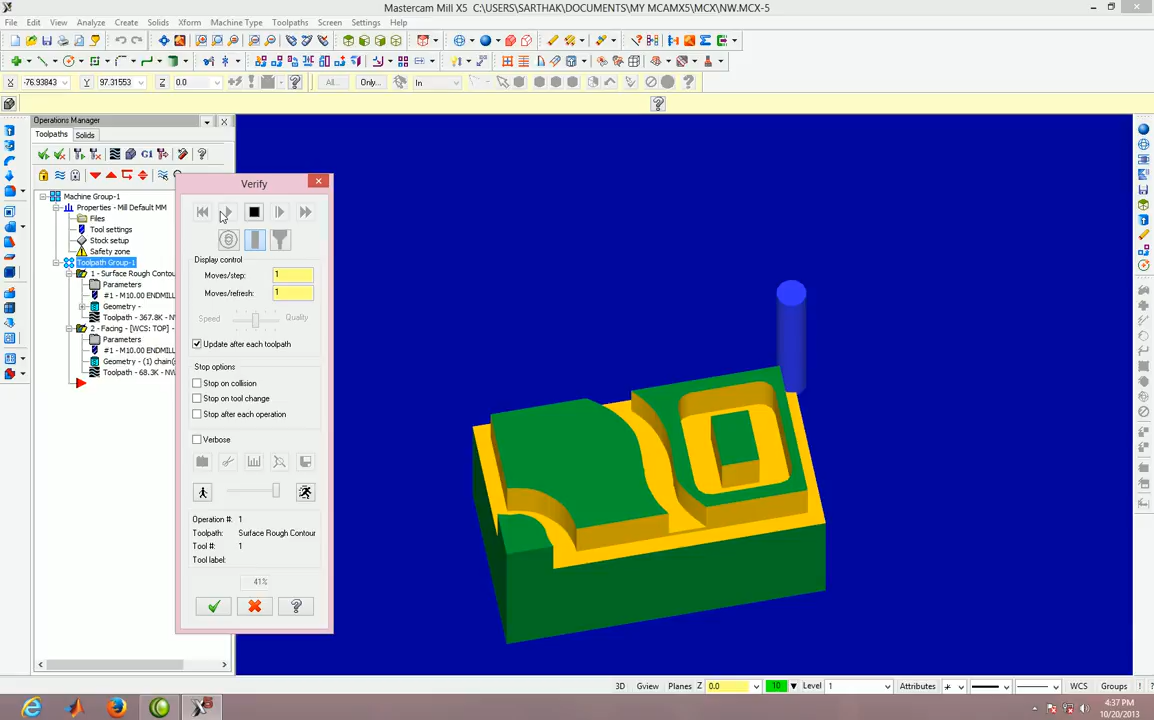 Mastercam Mill X5 C:\USERS\SARTHAK\DOCUMENTS\MY MCAMX5\MCX\NW.MCX-5
File Edit View Analyze Create Solids Xform Machine Type Toolpaths Screen Settings Help
X -76.93843 Y 97.31553 Z 0.0 All... Only... In
Operations Manager
Toolpaths Solids
G1
Machine Group-1
Properties - Mill Default MM
Files
Tool settings
Stock setup
Safety zone
Toolpath Group-1
1 - Surface Rough Contou
Parameters
#1 - M10.00 ENDMILL
Geometry -
Toolpath - 367.8K - NW
2 - Facing - [WCS: TOP] -
Parameters
#1 - M10.00 ENDMILL
Geometry - (1) chain(
Toolpath - 68.3K - NW
Verify
Display control
Moves/step: 1
Moves/refresh: 1
Speed Quality
Update after each toolpath
Stop options
Stop on collision
Stop on tool change
Stop after each operation
Verbose
Operation #: 1
Toolpath: Surface Rough Contour
Tool #: 1
Tool label:
41%
3D Gview Planes Z 0.0 10 Level 1 Attributes WCS Groups ! ?
4:37 PM
10/20/2013